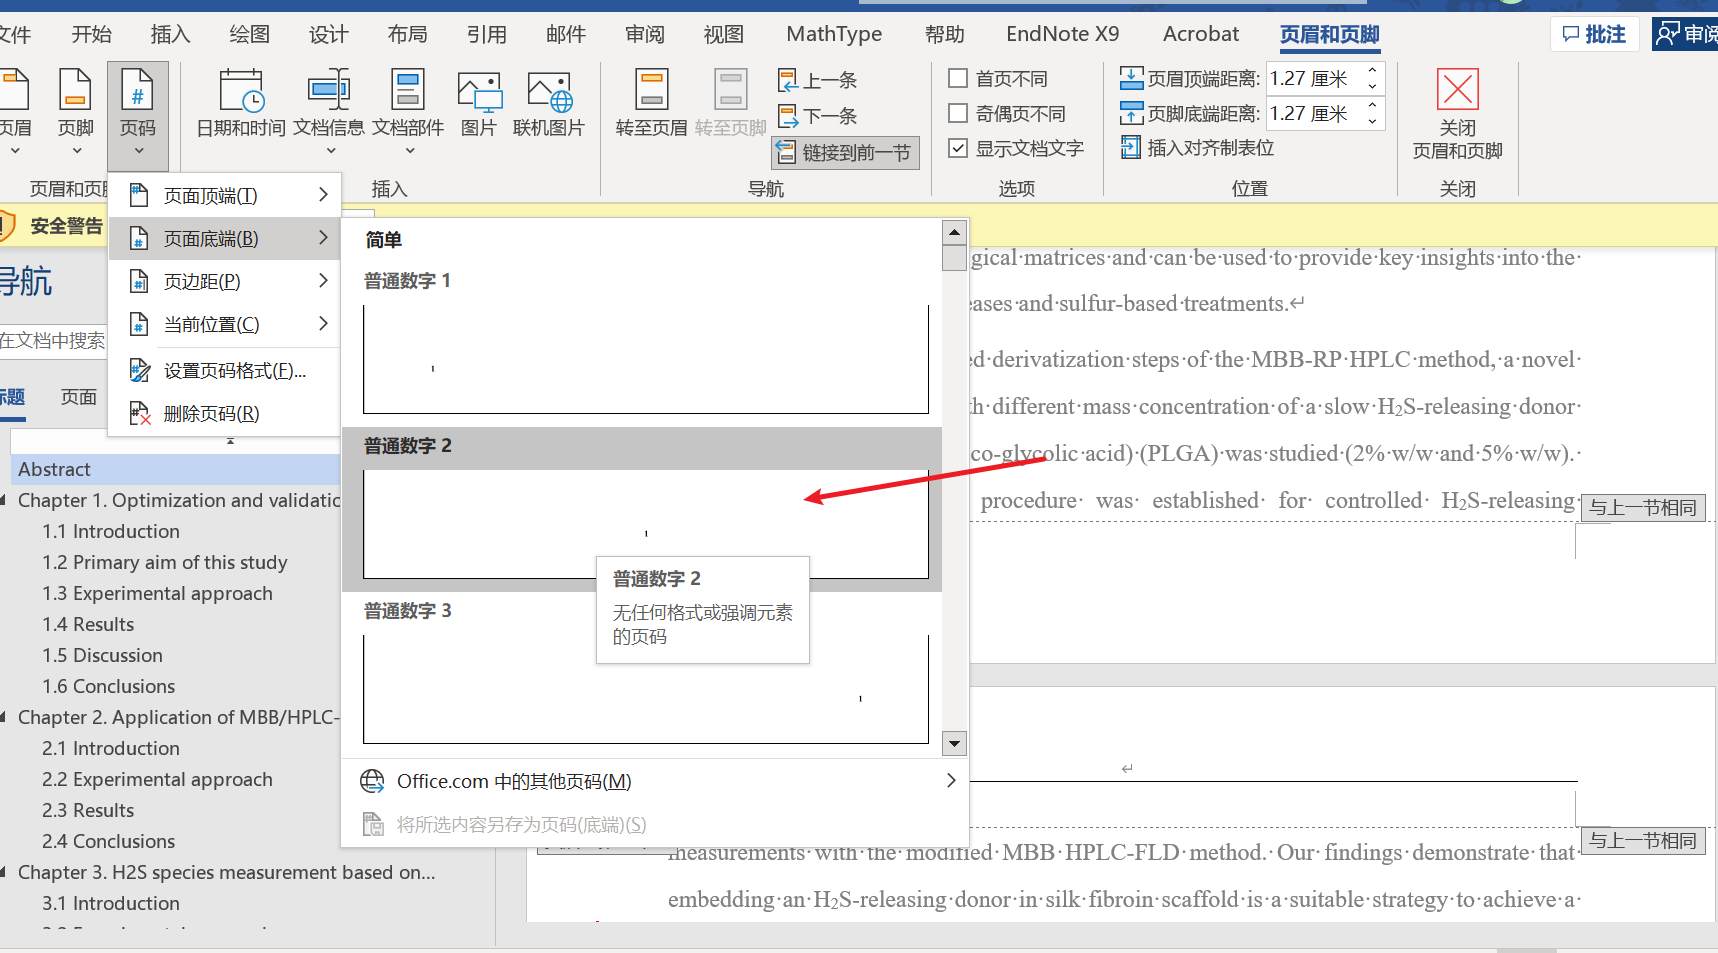 文件 开始 插入 绘图 设计 布局 引用 邮件 审阅 视图 MathType 帮助 EndNote X9 Acrobat 页眉和页脚 批注 审阅
页眉 页脚 页码 日期和时间 文档信息 文档部件 图片 联机图片 转至页眉 转至页脚
上一条
下一条
链接到前一节
首页不同
奇偶页不同
显示文档文字
页眉顶端距离: 1.27 厘米
页脚底端距离: 1.27 厘米
插入对齐制表位
关闭
页眉和页脚
页眉和页脚 插入 导航 选项 位置 关闭
安全警告
页面顶端(T)
页面底端(B)
页边距(P)
当前位置(C)
设置页码格式(F)...
删除页码(R)
导航
在文档中搜索
标题 页面
Abstract
Chapter 1. Optimization and validatic
1.1 Introduction
1.2 Primary aim of this study
1.3 Experimental approach
1.4 Results
1.5 Discussion
1.6 Conclusions
Chapter 2. Application of MBB/HPLC-
2.1 Introduction
2.2 Experimental approach
2.3 Results
2.4 Conclusions
Chapter 3. H2S species measurement based on...
3.1 Introduction
简单
普通数字 1
普通数字 2
普通数字 3
普通数字 2
无任何格式或强调元素
的页码
Office.com 中的其他页码(M)
将所选内容另存为页码(底端)(S)
gical matrices and can be used to provide key insights into the
eases and sulfur-based treatments.
ed derivatization steps of the MBB-RP HPLC method, a novel
th different mass concentration of a slow H2S-releasing donor
co-glycolic acid) (PLGA) was studied (2% w/w and 5% w/w).
procedure was established for controlled H2S-releasing
与上一节相同
与上一节相同
measurements with the modified MBB HPLC-FLD method. Our findings demonstrate that
embedding an H2S-releasing donor in silk fibroin scaffold is a suitable strategy to achieve a